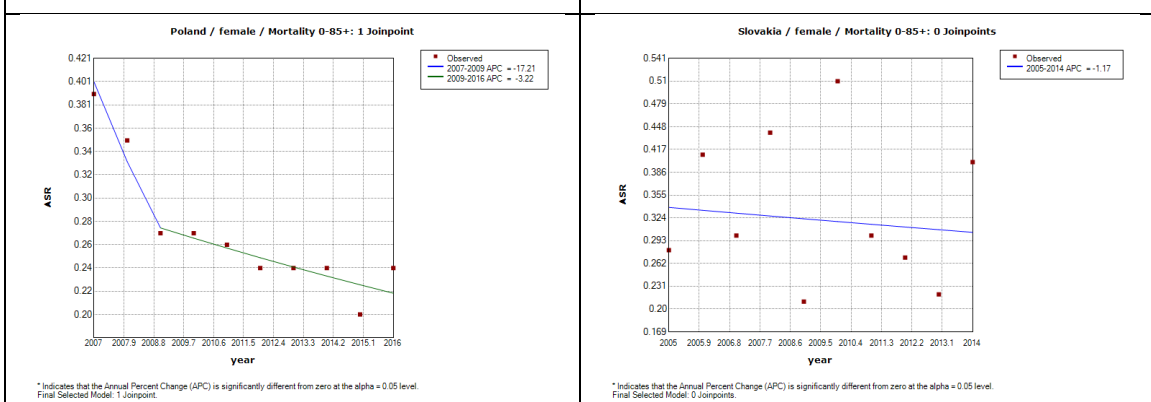 Poland / female / Mortality 0-85+: 1 Joinpoint
Observed
2007-2009 APC = -17.21
2009-2016 APC = -3.22
0.421
0.401
0.381
0.36
0.34
0.32
0.30
0.28
0.26
0.24
0.22
0.20
ASR
2007 2007.9 2008.8 2009.7 2010.6 2011.5 2012.4 2013.3 2014.2 2015.1 2016
year
* Indicates that the Annual Percent Change (APC) is significantly different from zero at the alpha = 0.05 level.
Final Selected Model: 1 Joinpoint.
Slovakia / female / Mortality 0-85+: 0 Joinpoints
Observed
2005-2014 APC = -1.17
0.541
0.51
0.479
0.448
0.417
0.386
0.355
0.324
0.293
0.262
0.231
0.20
0.169
ASR
2005 2005.9 2006.8 2007.7 2008.6 2009.5 2010.4 2011.3 2012.2 2013.1 2014
year
* Indicates that the Annual Percent Change (APC) is significantly different from zero at the alpha = 0.05 level.
Final Selected Model: 0 Joinpoints.